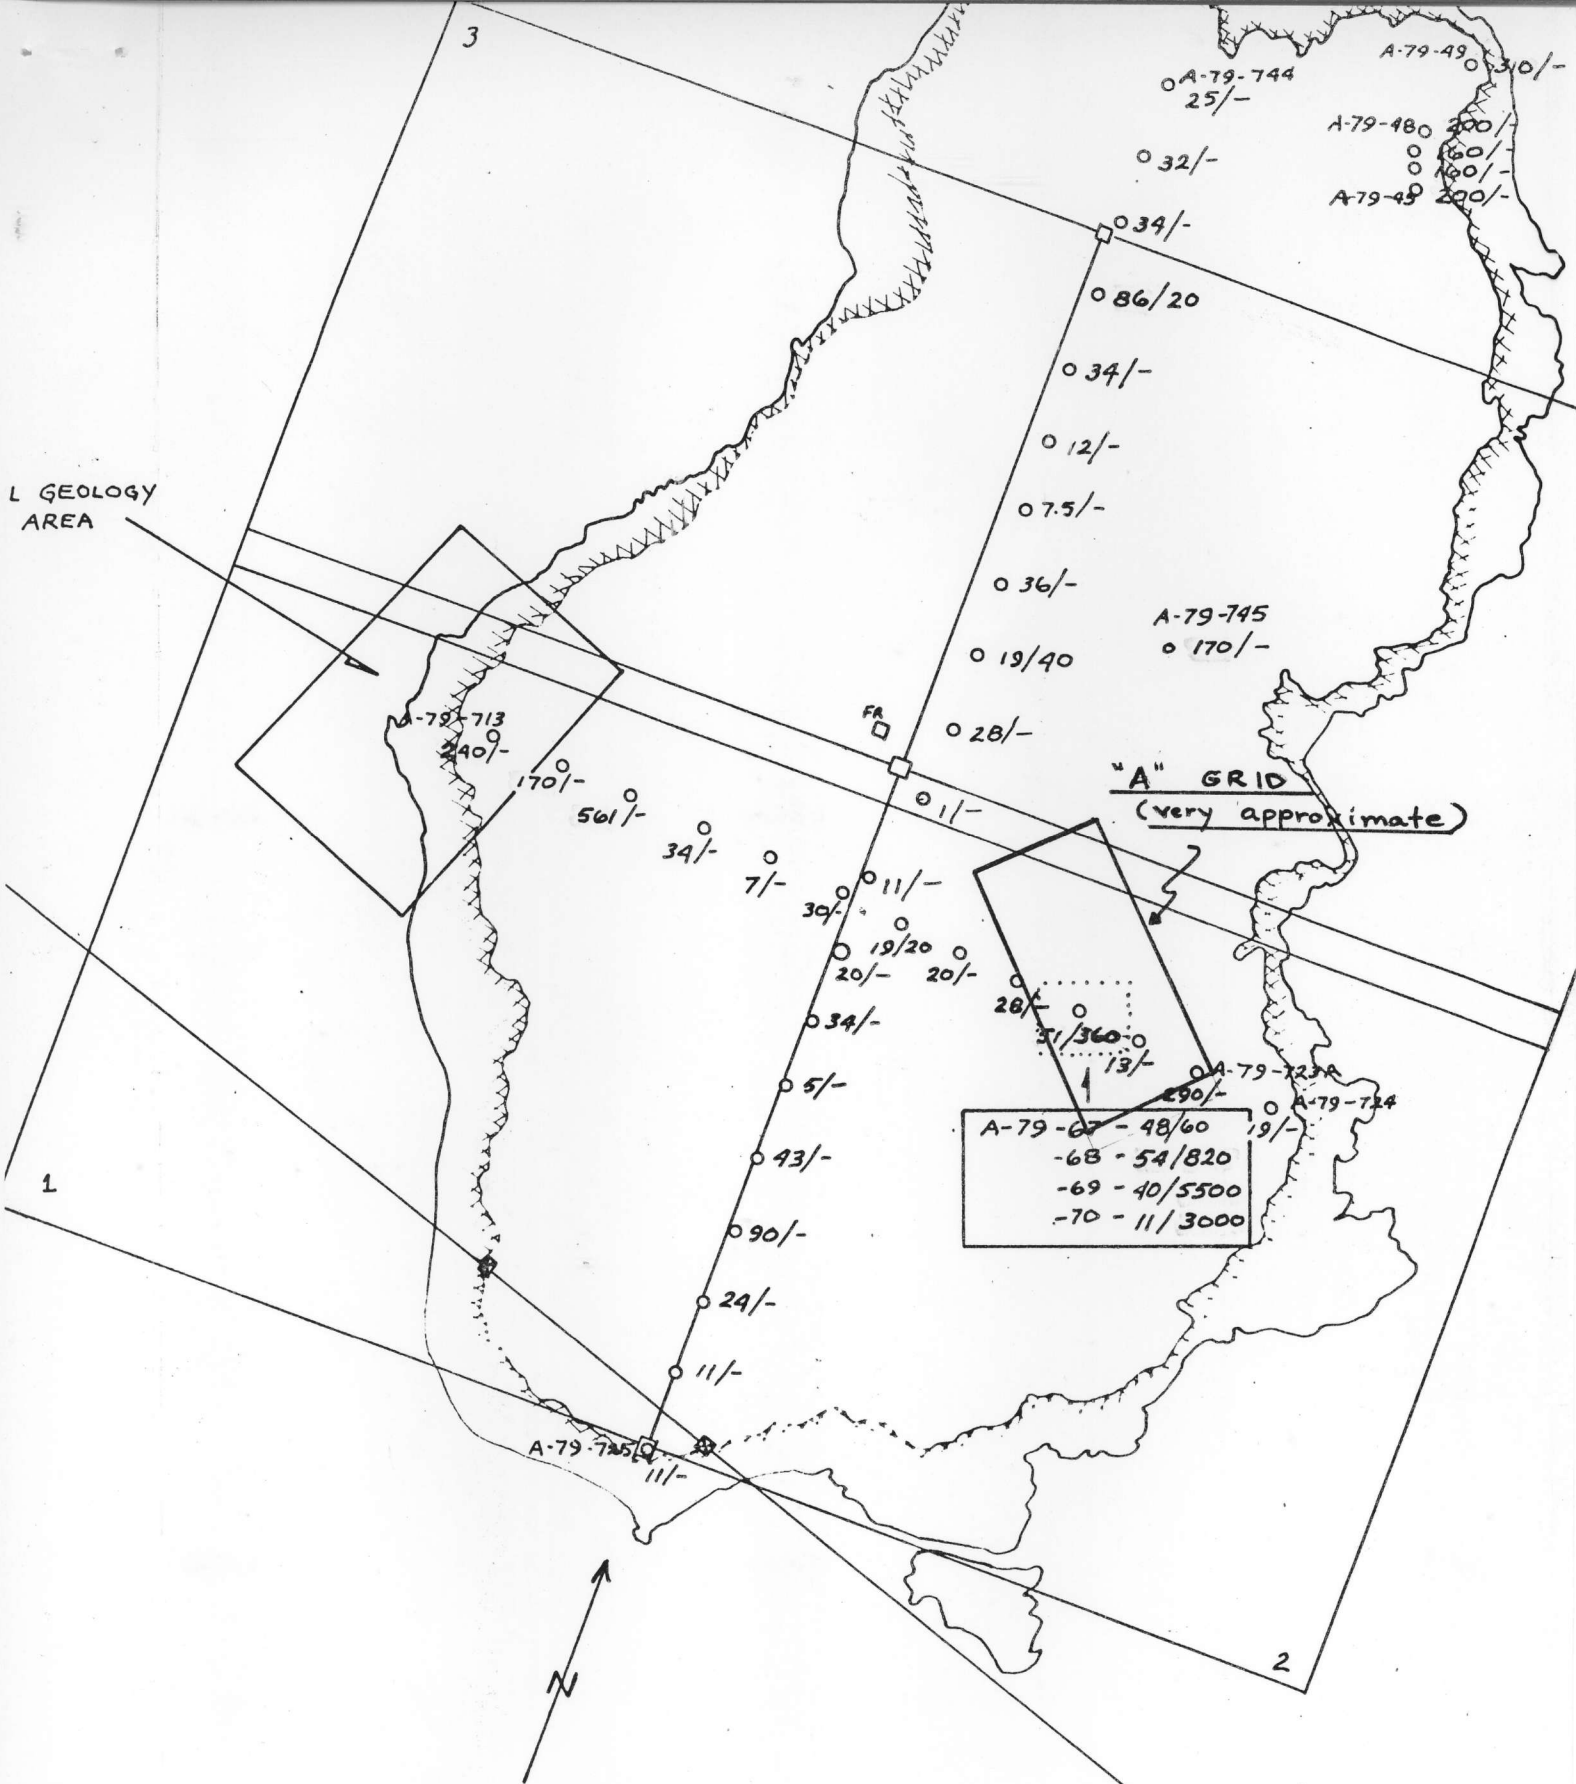 3
A-79-49
310/-
A-79-744
25/-
A-79-48 200/-
160/-
160/-
A-79-45 200/-
32/-
34/-
86/20
34/-
12/-
7.5/-
36/-
19/40
28/-
L GEOLOGY
AREA
A-79-745
170/-
FR
A-79-713
240/-
170/-
561/-
34/-
7/-
30/-
1/-
11/-
"A" GRID
(very approximate)
19/20
20/-
20/-
28/-
51/360
13/-
34/-
5/-
A-79-723A
290/-
A-79-724
19/-
A-79-67 - 48/60
-68 - 54/820
-69 - 40/5500
-70 - 11/3000
43/-
1
90/-
24/-
11/-
A-79-725
11/-
2
N